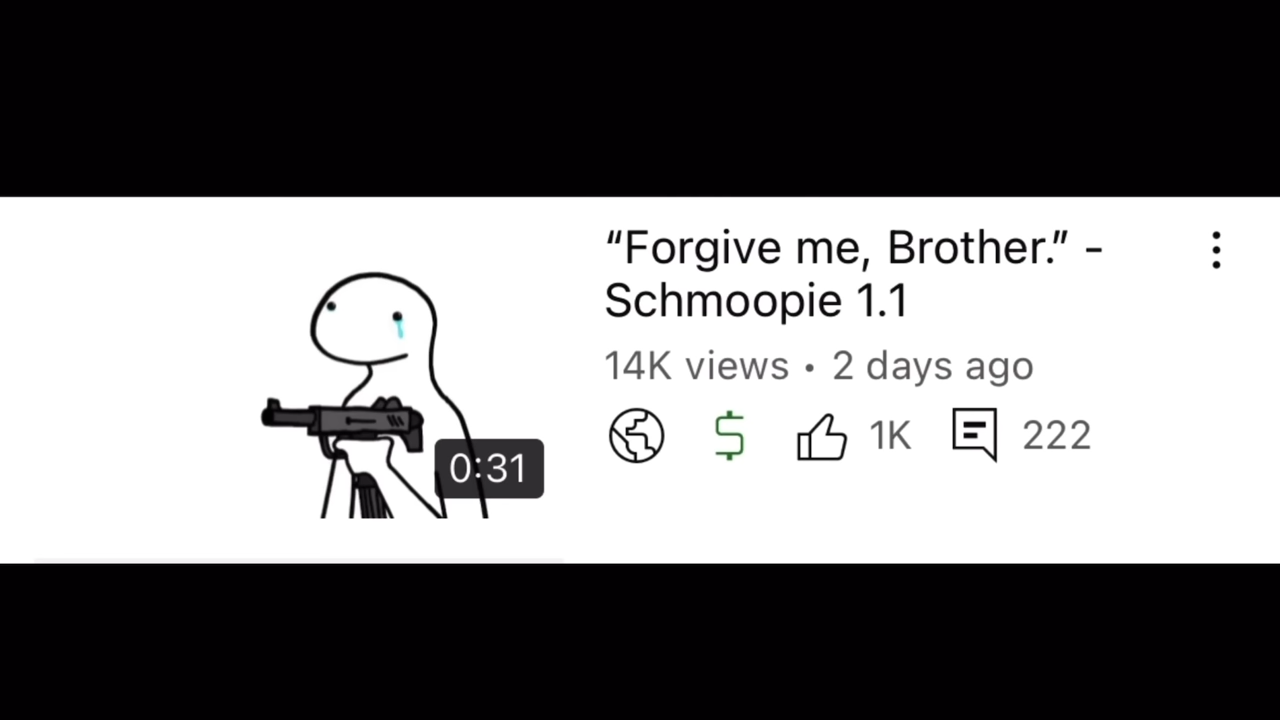 “Forgive me, Brother.” -
Schmoopie 1.1
14K views • 2 days ago
1K 222
0:31